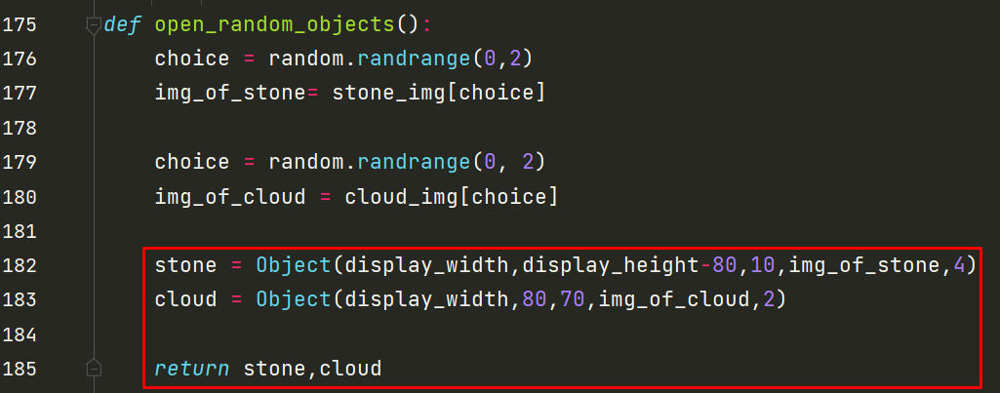 175 def open_random_objects():
176 choice = random.randrange(0,2)
177 img_of_stone= stone_img[choice]
178
179 choice = random.randrange(0, 2)
180 img_of_cloud = cloud_img[choice]
181
182 stone = Object(display_width,display_height-80,10,img_of_stone,4)
183 cloud = Object(display_width,80,70,img_of_cloud,2)
184
185 return stone,cloud